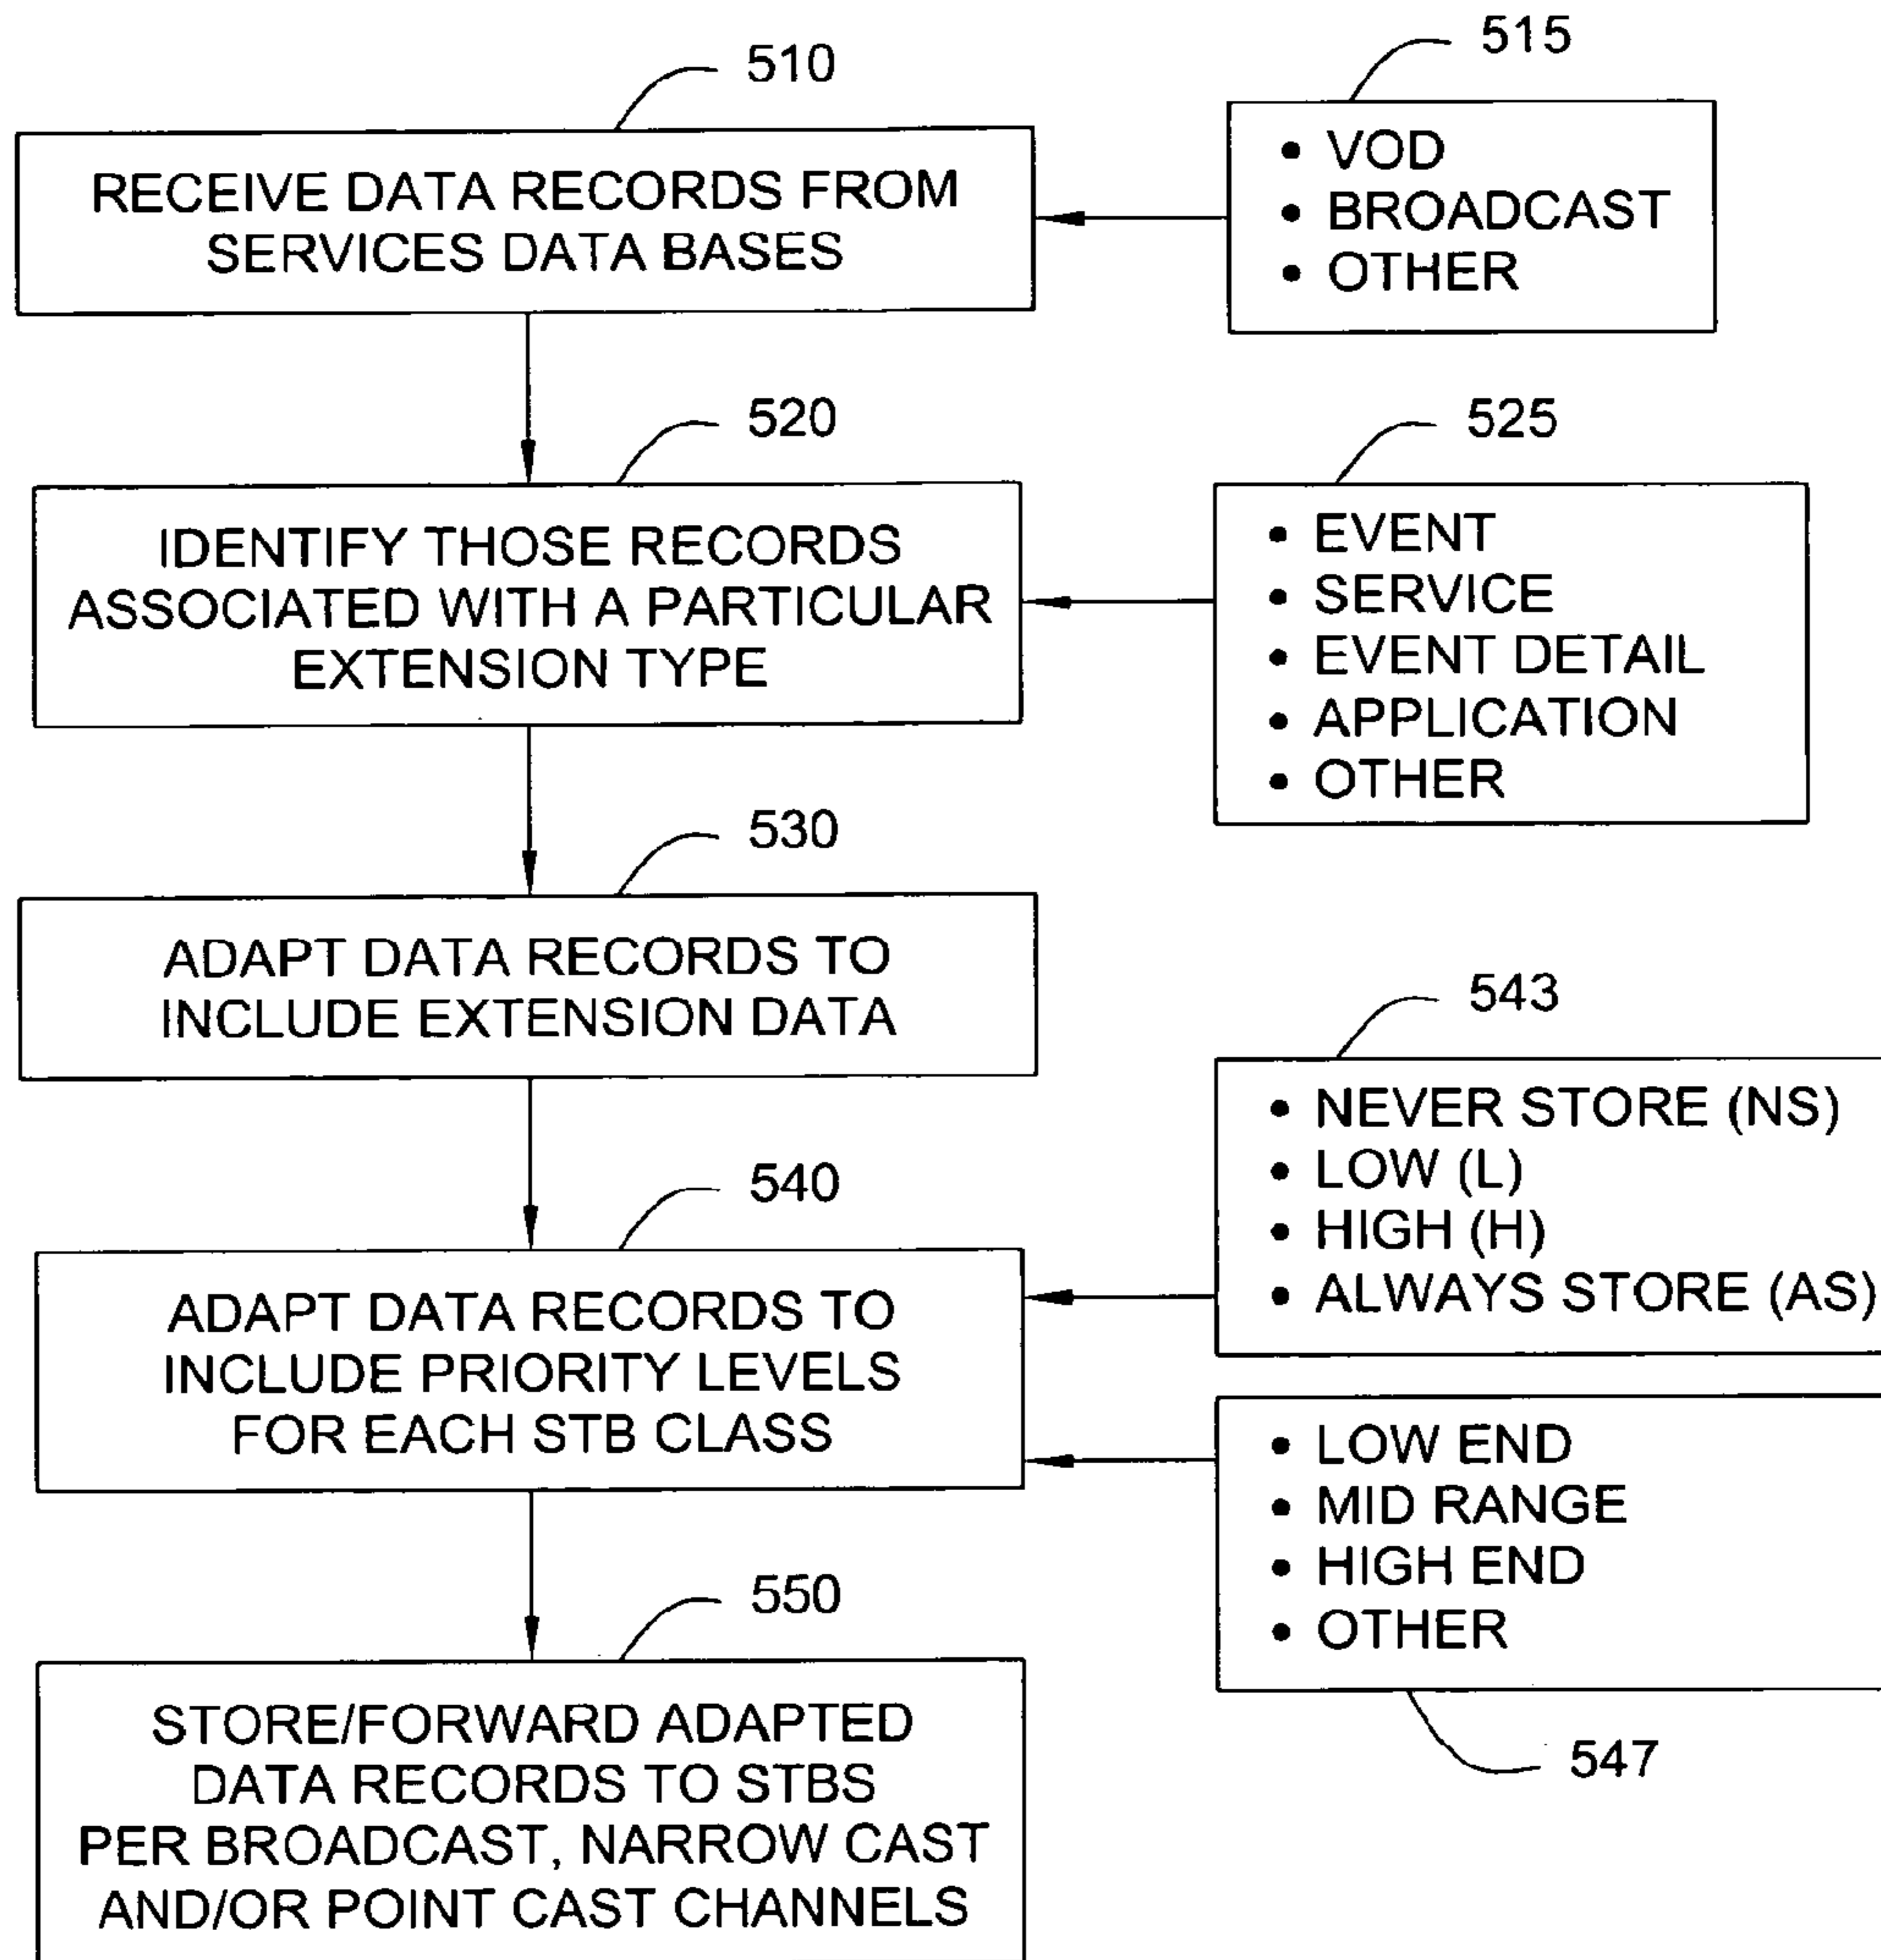 510
RECEIVE DATA RECORDS FROM
SERVICES DATA BASES
515
• VOD
• BROADCAST
• OTHER
520
IDENTIFY THOSE RECORDS
ASSOCIATED WITH A PARTICULAR
EXTENSION TYPE
525
• EVENT
• SERVICE
• EVENT DETAIL
• APPLICATION
• OTHER
530
ADAPT DATA RECORDS TO
INCLUDE EXTENSION DATA
540
ADAPT DATA RECORDS TO
INCLUDE PRIORITY LEVELS
FOR EACH STB CLASS
543
• NEVER STORE (NS)
• LOW (L)
• HIGH (H)
• ALWAYS STORE (AS)
• LOW END
• MID RANGE
• HIGH END
• OTHER
547
550
STORE/FORWARD ADAPTED
DATA RECORDS TO STBS
PER BROADCAST, NARROW CAST
AND/OR POINT CAST CHANNELS